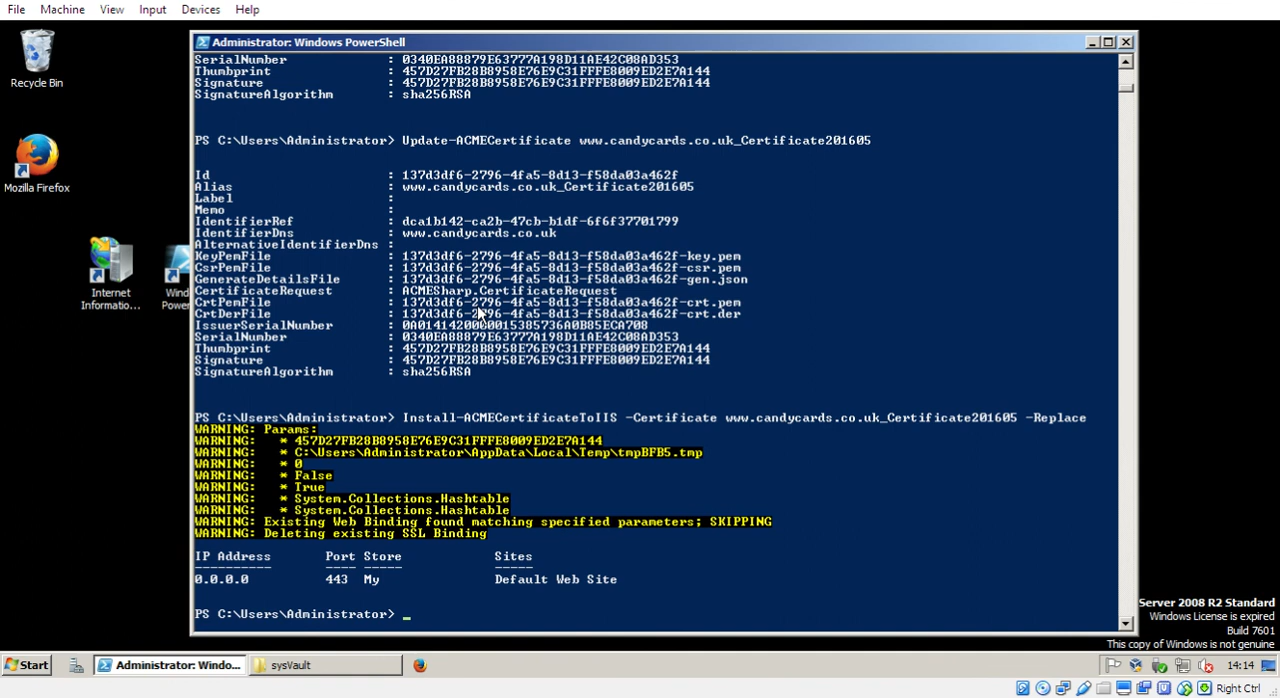 File Machine View Input Devices Help
Recycle Bin
Mozilla Firefox
Internet
Informatio...
Wind
Power
Administrator: Windows PowerShell
SerialNumber : 0340EA88879E63777A198D11AE42C08AD353
Thumbprint : 457D27FB28B8958E76E9C31FFFE8009ED2E7A144
Signature : 457D27FB28B8958E76E9C31FFFE8009ED2E7A144
SignatureAlgorithm : sha256RSA
PS C:\Users\Administrator> Update-ACMECertificate www.candycards.co.uk_Certificate201605
Id : 137d3df6-2796-4fa5-8d13-f58da03a462f
Alias : www.candycards.co.uk_Certificate201605
Label :
Memo :
IdentifierRef : dca1b142-ca2b-47cb-b1df-6f6f37701799
IdentifierDns : www.candycards.co.uk
AlternativeIdentifierDns :
KeyPemFile : 137d3df6-2796-4fa5-8d13-f58da03a462f-key.pem
CsrPemFile : 137d3df6-2796-4fa5-8d13-f58da03a462f-csr.pem
GenerateDetailsFile : 137d3df6-2796-4fa5-8d13-f58da03a462f-gen.json
CertificateRequest : ACMESharp.CertificateRequest
CrtPemFile : 137d3df6-2796-4fa5-8d13-f58da03a462f-crt.pem
CrtDerFile : 137d3df6-2796-4fa5-8d13-f58da03a462f-crt.der
IssuerSerialNumber : 0A0141420000015385736A0B85ECA708
SerialNumber : 0340EA88879E63777A198D11AE42C08AD353
Thumbprint : 457D27FB28B8958E76E9C31FFFE8009ED2E7A144
Signature : 457D27FB28B8958E76E9C31FFFE8009ED2E7A144
SignatureAlgorithm : sha256RSA
PS C:\Users\Administrator> Install-ACMECertificateToIIS -Certificate www.candycards.co.uk_Certificate201605 -Replace
WARNING: Params:
WARNING: * 457D27FB28B8958E76E9C31FFFE8009ED2E7A144
WARNING: * C:\Users\Administrator\AppData\Local\Temp\tmpBFB5.tmp
WARNING: * 0
WARNING: * False
WARNING: * True
WARNING: * System.Collections.Hashtable
WARNING: * System.Collections.Hashtable
WARNING: Existing Web Binding found matching specified parameters; SKIPPING
WARNING: Deleting existing SSL Binding
IP Address Port Store Sites
---------- ---- ----- -----
0.0.0.0 443 My Default Web Site
PS C:\Users\Administrator> _
Server 2008 R2 Standard
Windows License is expired
Build 7601
This copy of Windows is not genuine
Start
Administrator: Windo...
sysVault
14:14
Right Ctrl